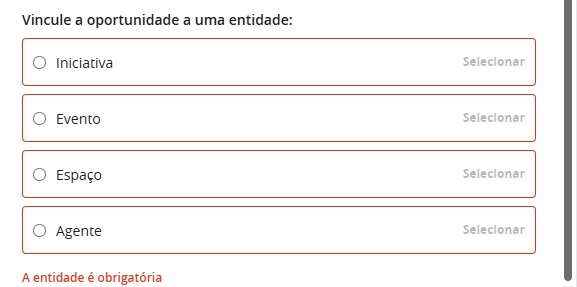 Vincule a oportunidade a uma entidade:
Iniciativa Selecionar
Evento Selecionar
Espaço Selecionar
Agente Selecionar
A entidade é obrigatória